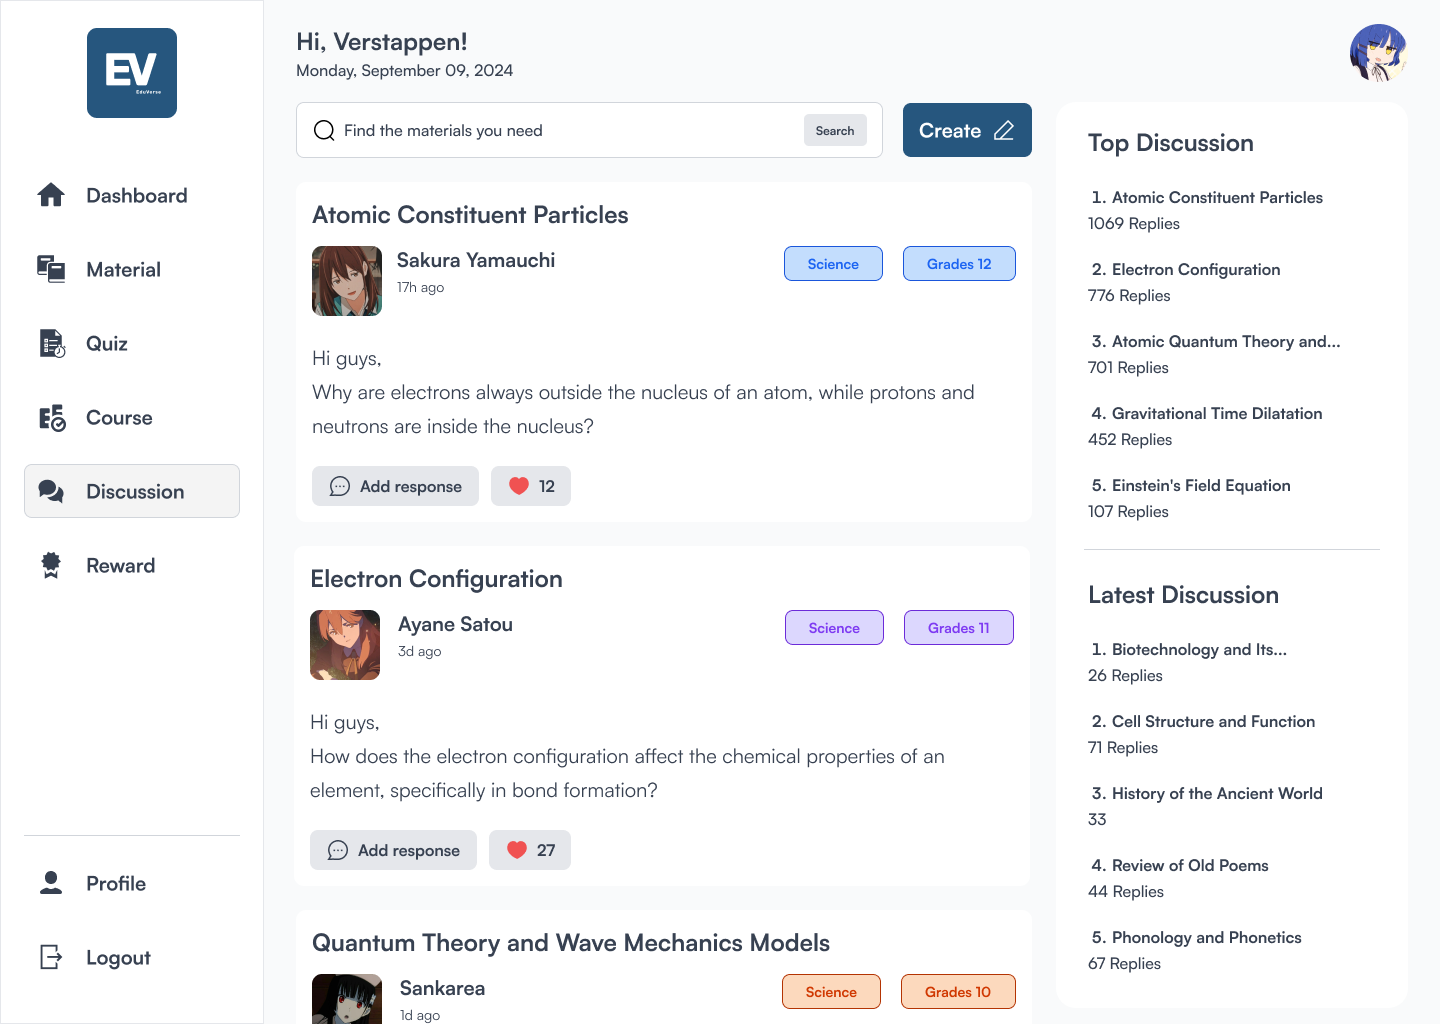 EV
EduVerse
Dashboard
Material
Quiz
Course
Discussion
Reward
Profile
Logout
Hi, Verstappen!
Monday, September 09, 2024
Find the materials you need
Search
Create
Atomic Constituent Particles
Sakura Yamauchi
17h ago
Science
Grades 12
Hi guys,
Why are electrons always outside the nucleus of an atom, while protons and
neutrons are inside the nucleus?
Add response
12
Electron Configuration
Ayane Satou
3d ago
Science
Grades 11
Hi guys,
How does the electron configuration affect the chemical properties of an
element, specifically in bond formation?
Add response
27
Quantum Theory and Wave Mechanics Models
Sankarea
1d ago
Science
Grades 10
Top Discussion
1. Atomic Constituent Particles
1069 Replies
2. Electron Configuration
776 Replies
3. Atomic Quantum Theory and...
701 Replies
4. Gravitational Time Dilatation
452 Replies
5. Einstein's Field Equation
107 Replies
Latest Discussion
1. Biotechnology and Its...
26 Replies
2. Cell Structure and Function
71 Replies
3. History of the Ancient World
33
4. Review of Old Poems
44 Replies
5. Phonology and Phonetics
67 Replies